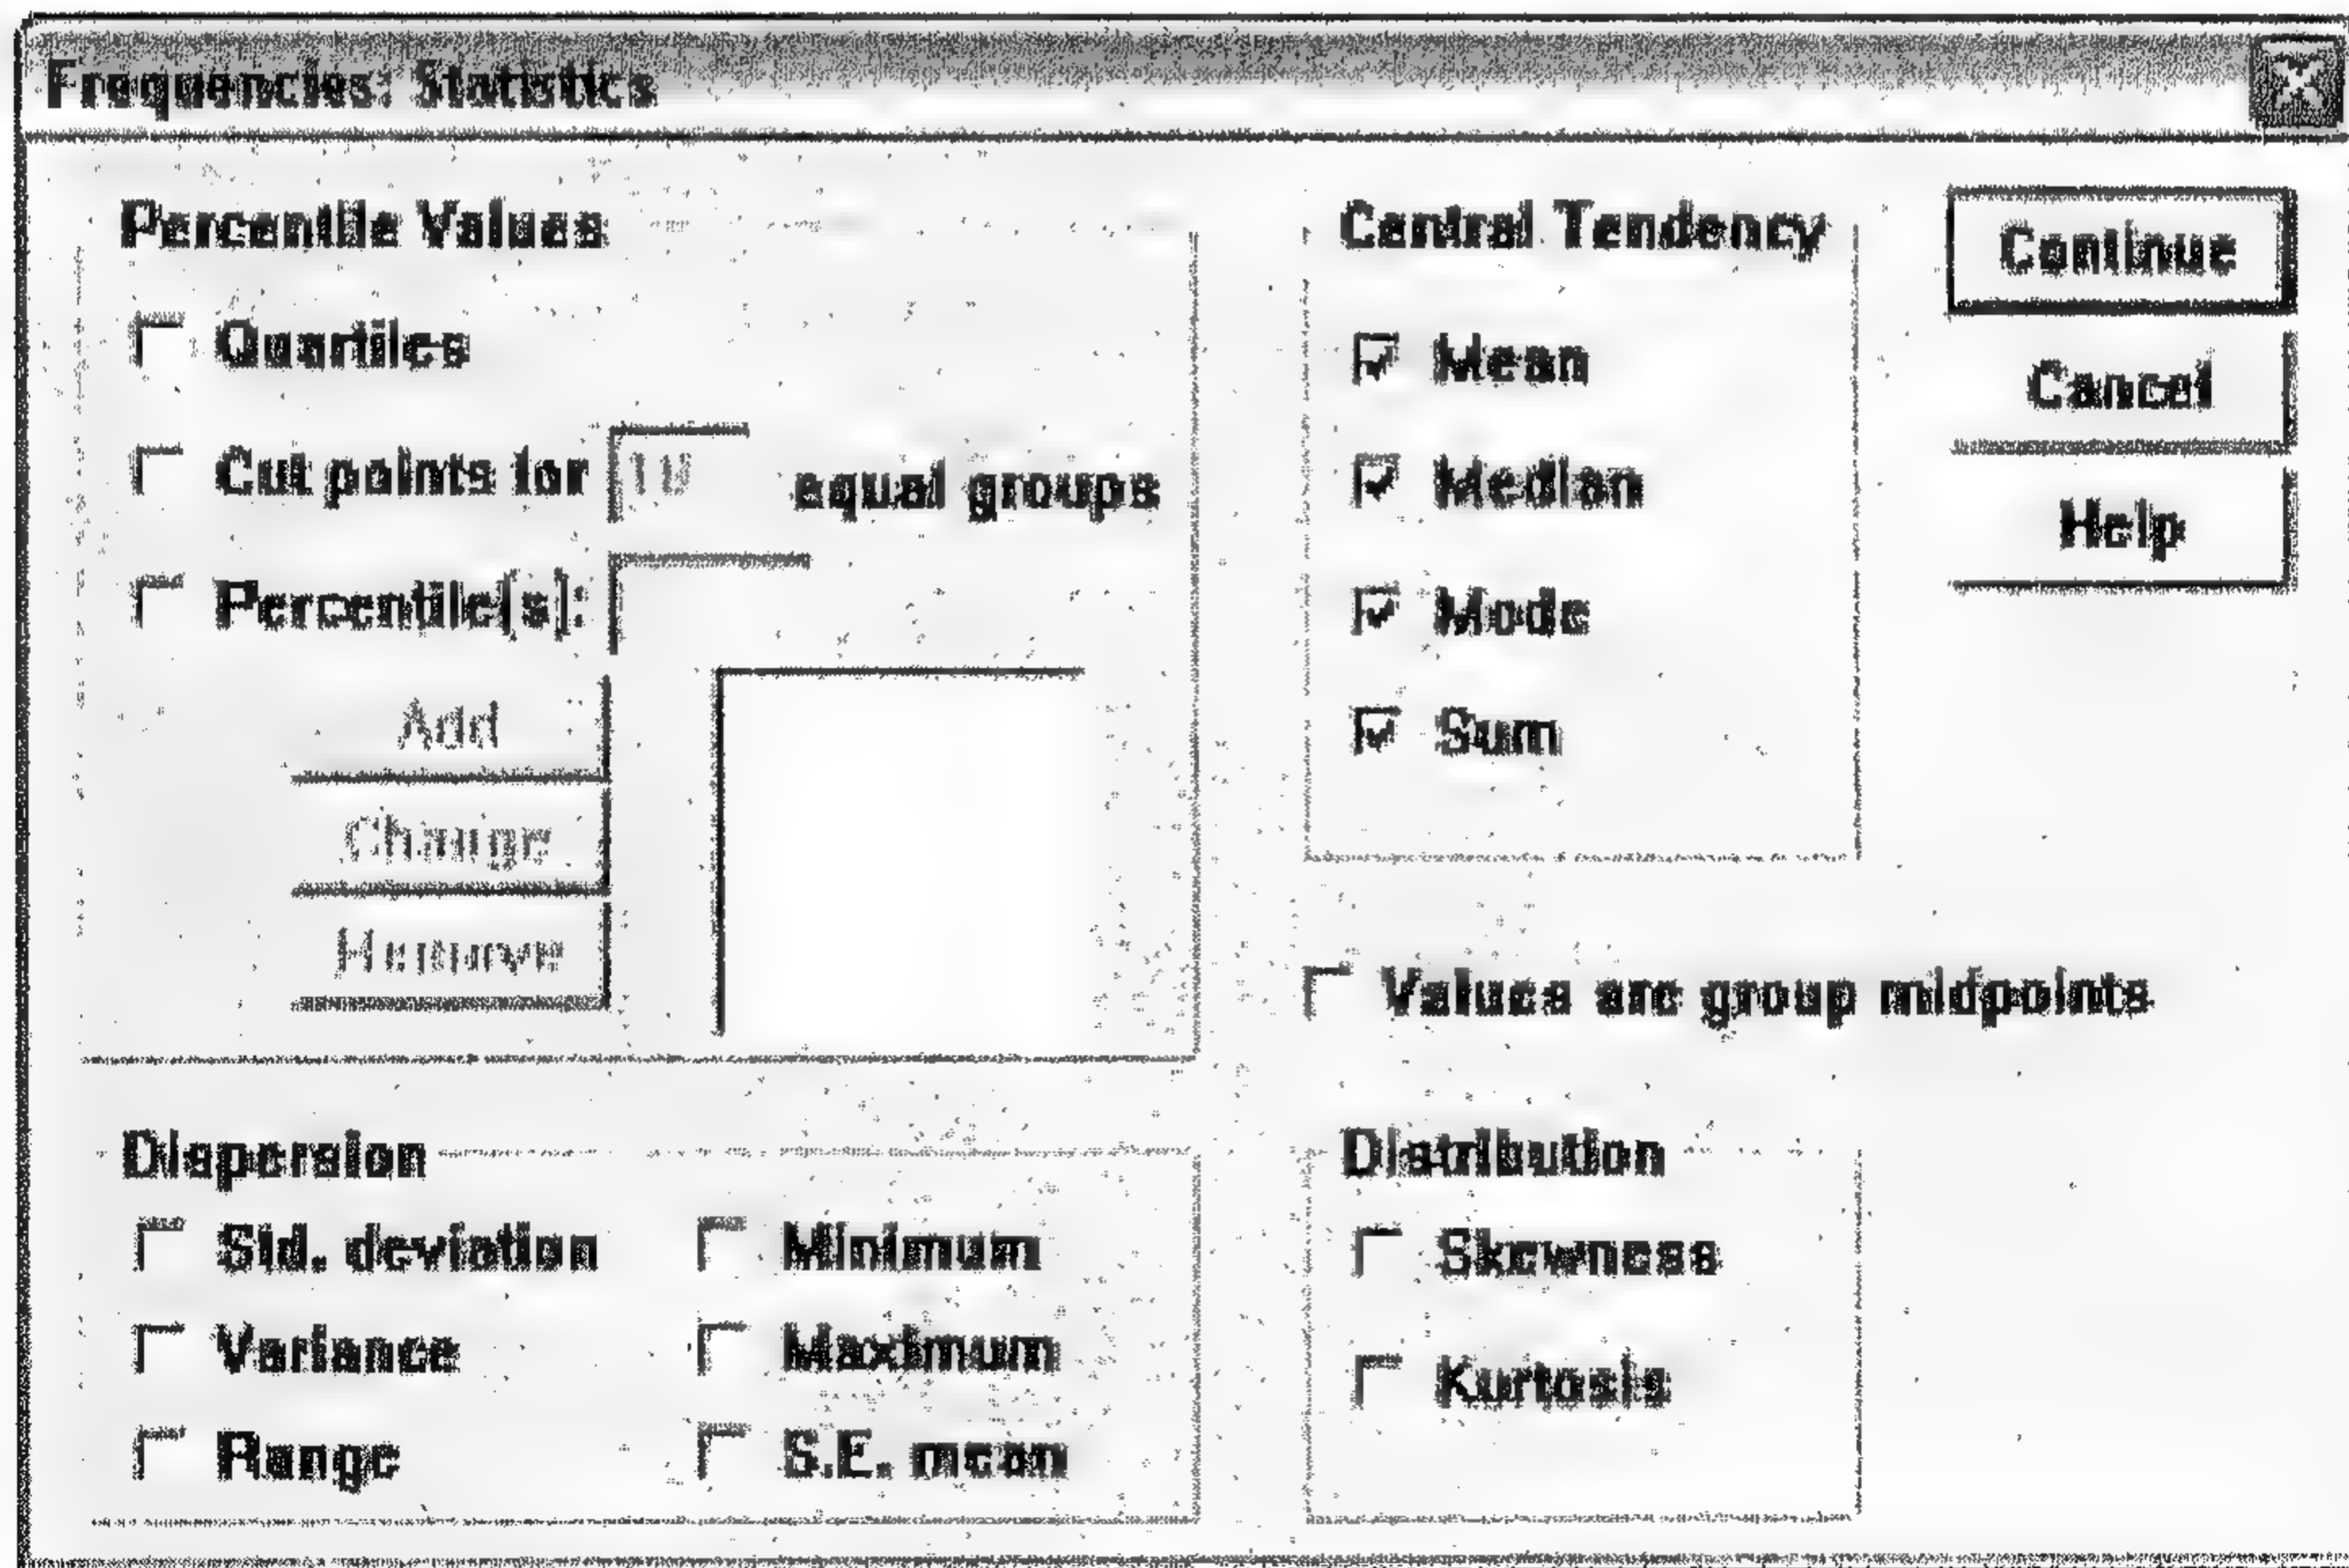 Frequencies: Statistics
Percentile Values
Quartiles
Cut points for 10 equal groups
Percentile(s):
Add
Change
Remove
Central Tendency
Mean
Median
Mode
Sum
Continue
Cancel
Help
Values are group midpoints
Dispersion
Std. deviation
Minimum
Variance
Maximum
Range
S.E. mean
Distribution
Skewness
Kurtosis